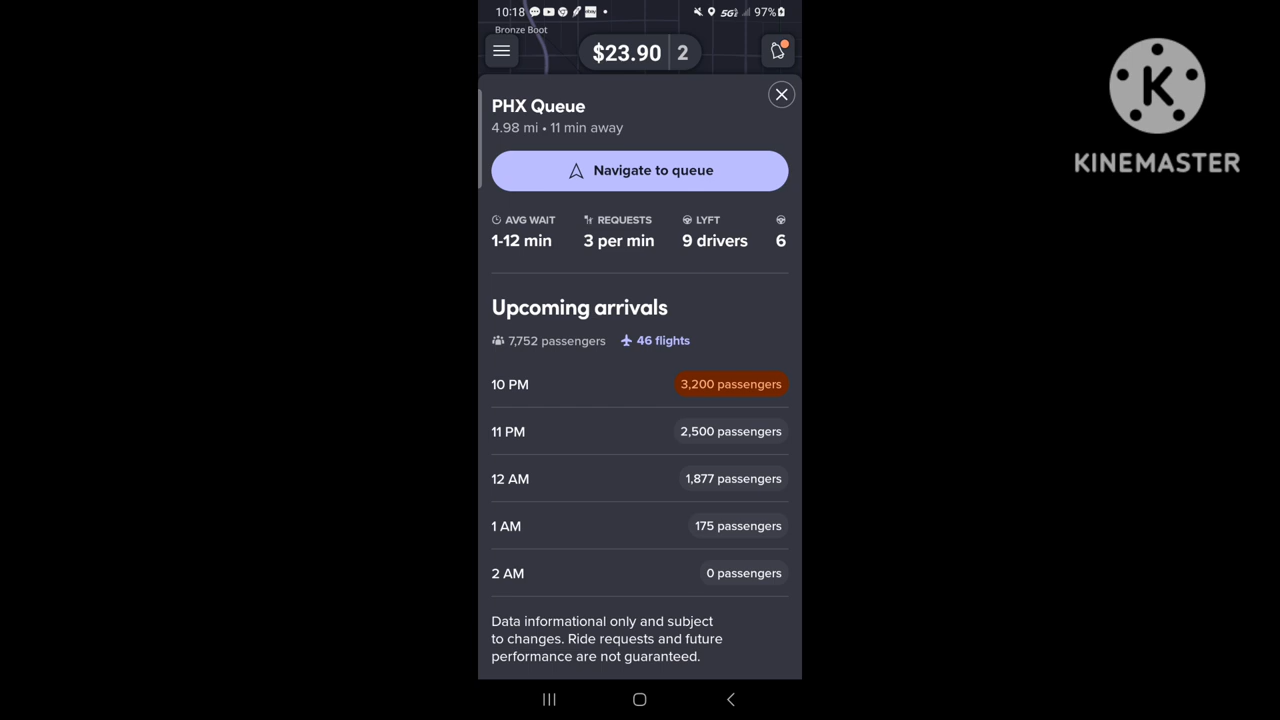 10:18
5G
97%
Bronze Boot
$23.90 2
PHX Queue
4.98 mi • 11 min away
Navigate to queue
AVG WAIT REQUESTS LYFT
1-12 min 3 per min 9 drivers 6
Upcoming arrivals
7,752 passengers 46 flights
10 PM 3,200 passengers
11 PM 2,500 passengers
12 AM 1,877 passengers
1 AM 175 passengers
2 AM 0 passengers
Data informational only and subject
to changes. Ride requests and future
performance are not guaranteed.
K
KINEMASTER